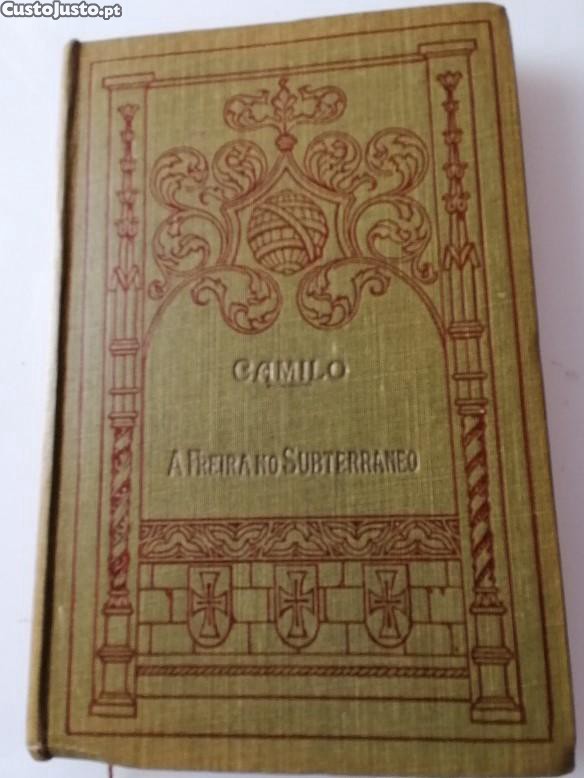 CustoJusto.pt
CAMILO
A FREIRA NO SUBTERRANEO